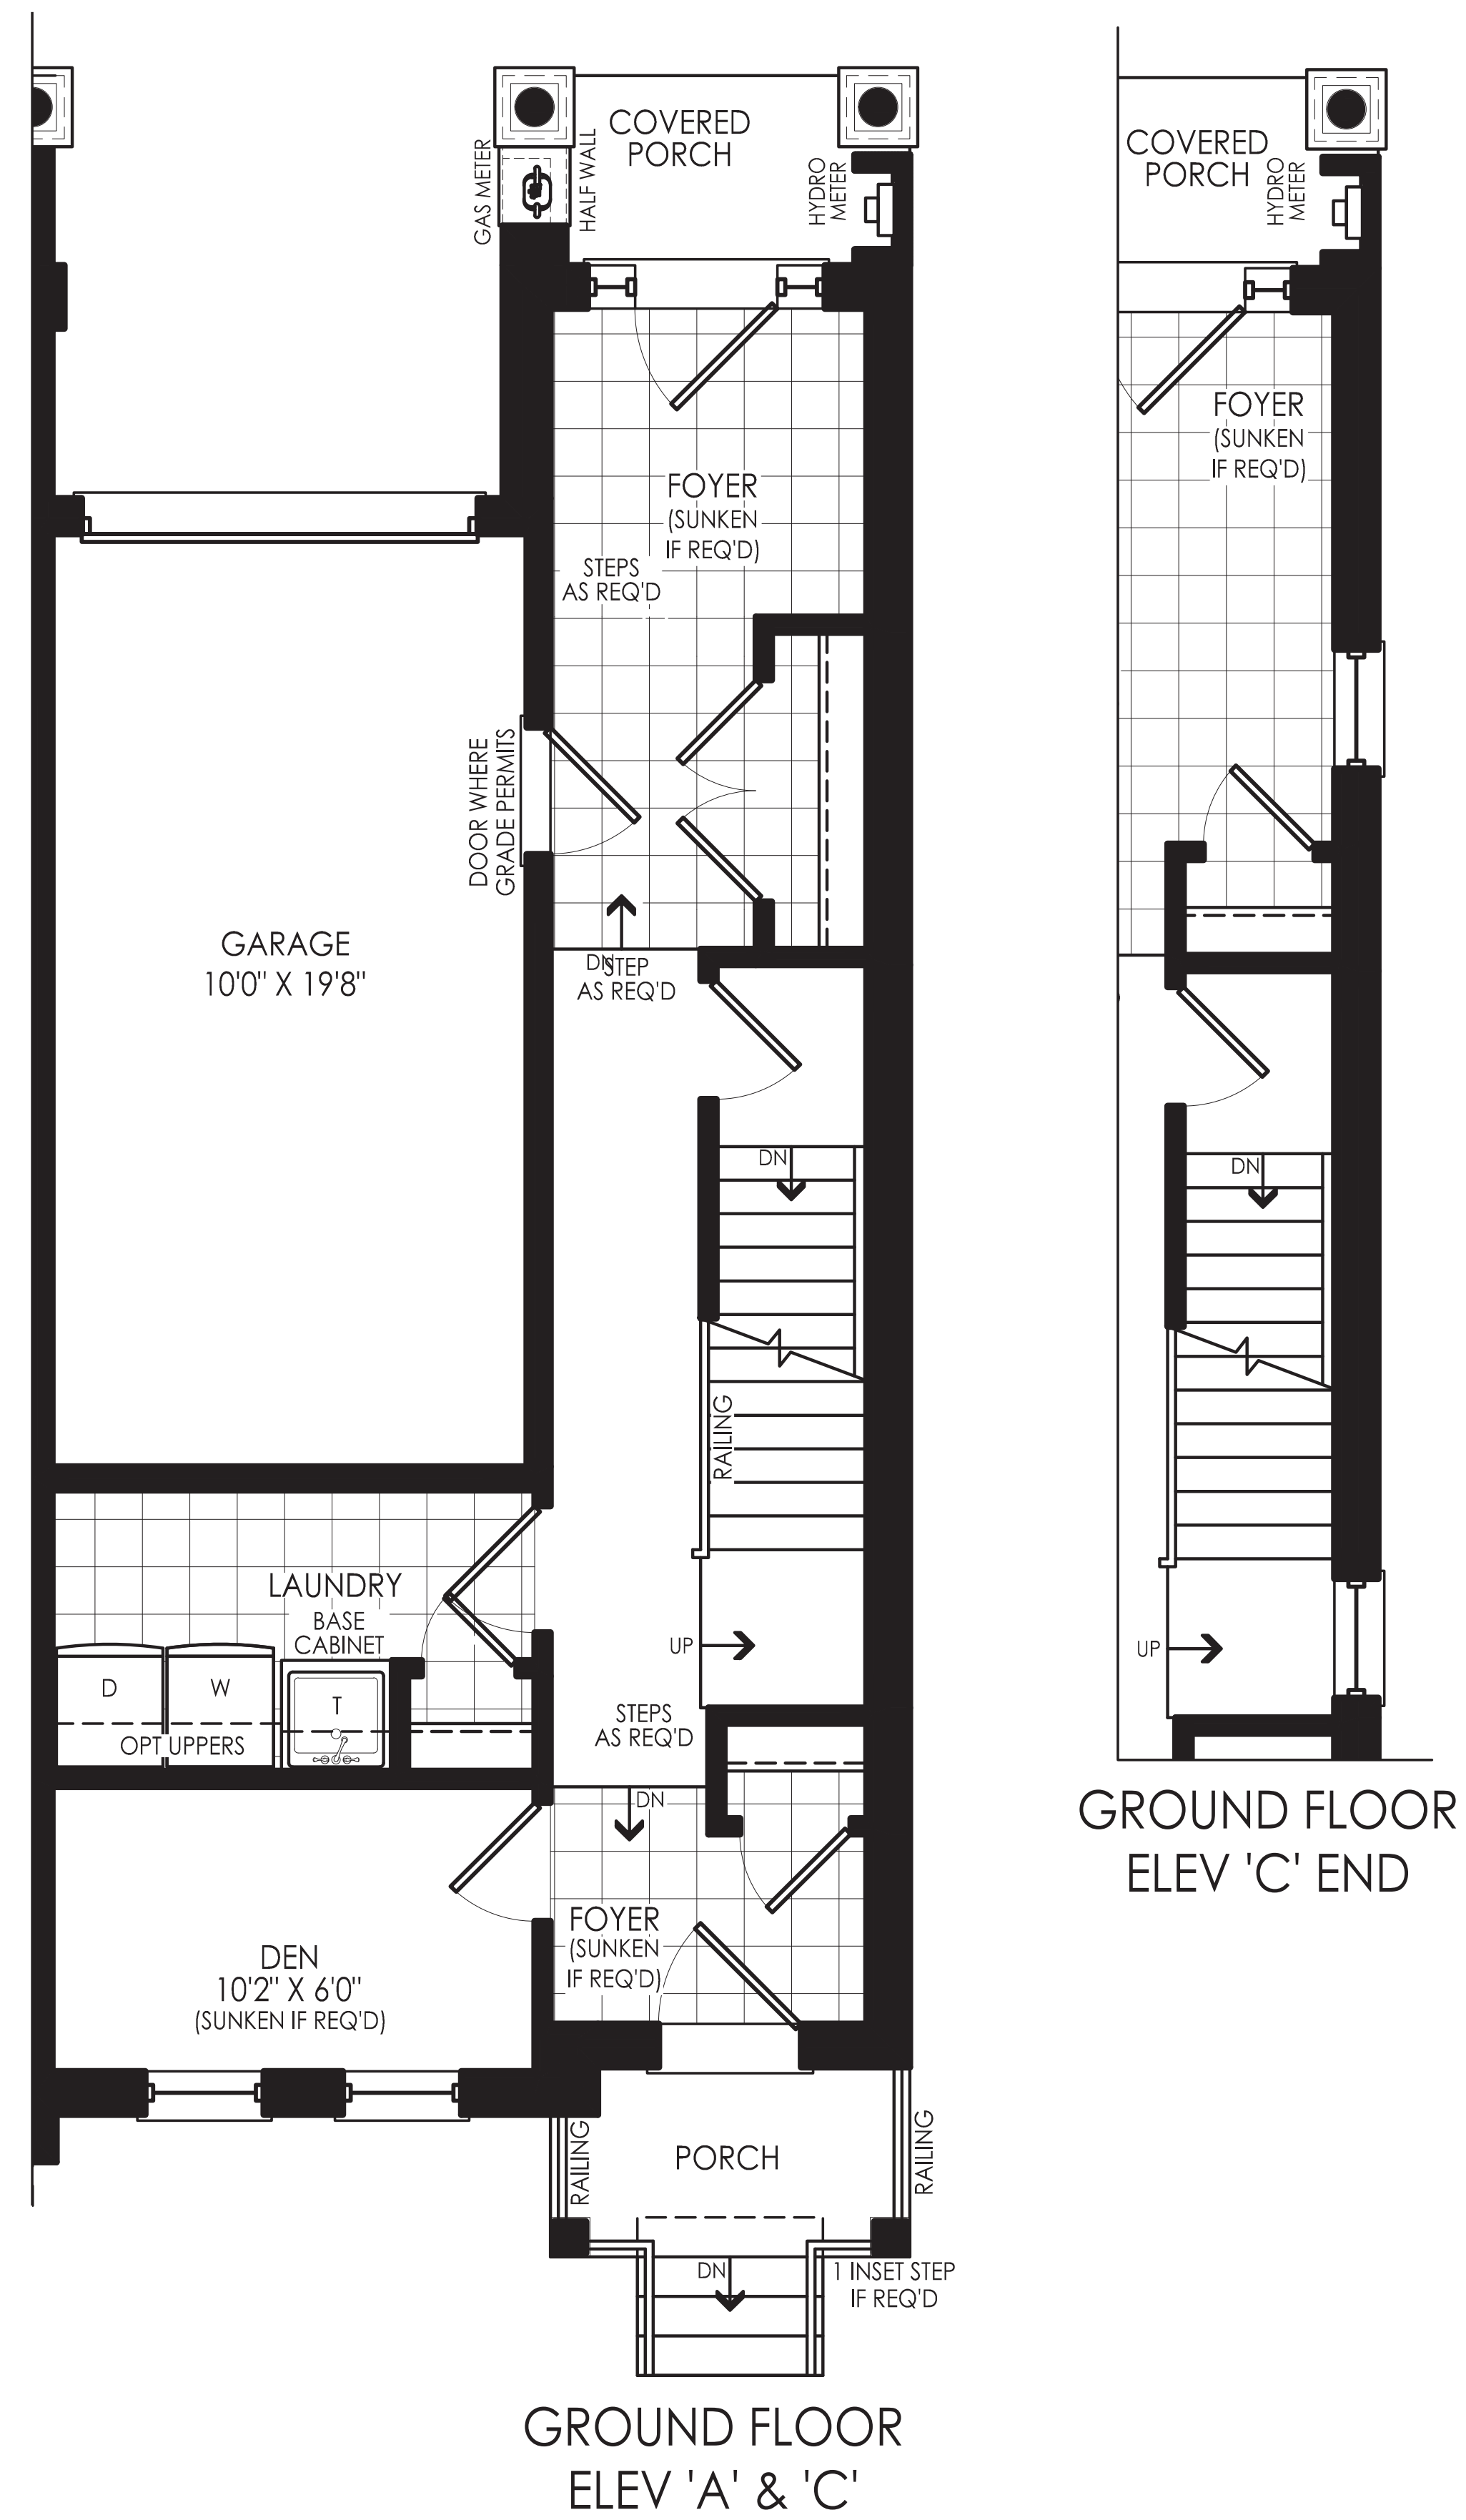 COVERED
PORCH
GAS METER
HALF WALL
HYDRO
METER
FOYER
(SUNKEN
IF REQ'D)
STEPS
AS REQ'D
DOOR WHERE
GRADE PERMITS
GARAGE
10'0" X 19'8"
DN
STEP
AS REQ'D
DN
RAILING
LAUNDRY
BASE
CABINET
D
W
T
OPT UPPERS
UP
STEPS
AS REQ'D
DN
FOYER
(SUNKEN
IF REQ'D)
DEN
10'2" X 6'0"
(SUNKEN IF REQ'D)
RAILING
PORCH
RAILING
DN
1 INSET STEP
IF REQ'D
GROUND FLOOR
ELEV 'A' & 'C'
COVERED
PORCH
HYDRO
METER
FOYER
(SUNKEN
IF REQ'D)
DN
UP
GROUND FLOOR
ELEV 'C' END